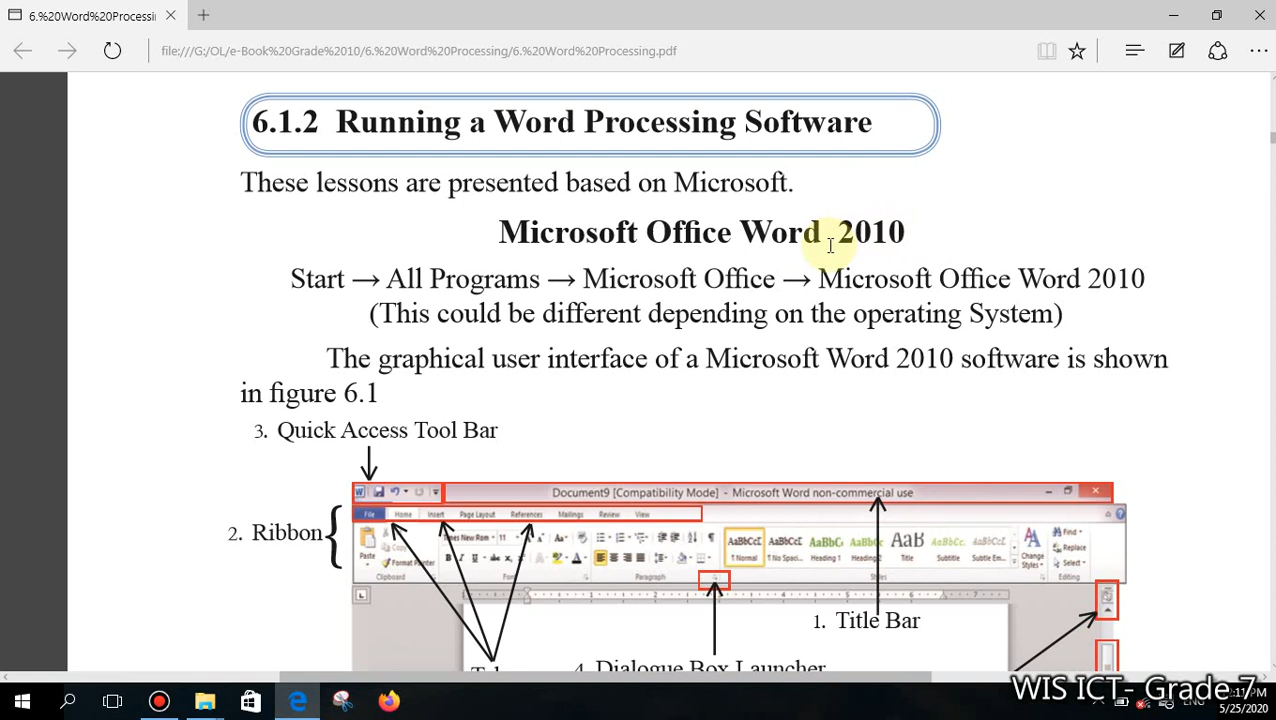 6.%20Word%20Processi
file:///G:/OL/e-Book%20Grade%2010/6.%20Word%20Processing/6.%20Word%20Processing.pdf
6.1.2 Running a Word Processing Software
These lessons are presented based on Microsoft.
Microsoft Office Word 2010
Start → All Programs → Microsoft Office → Microsoft Office Word 2010
(This could be different depending on the operating System)
The graphical user interface of a Microsoft Word 2010 software is shown
in figure 6.1
3. Quick Access Tool Bar
Document9 [Compatibility Mode] - Microsoft Word non-commercial use
File Home Insert Page Layout References Mailings Review View
2. Ribbon
Times New Rom 11
Find
Replace
Select
Paste
Format Painter
AaBbCcI AaBbCcI AaBbC AaBbC AaB AaBbCc AaBbCcI
¶ Normal ¶ No Spaci... Heading 1 Heading 2 Title Subtitle Subtle Em...
Change
Styles
Clipboard Font Paragraph Styles Editing
1. Title Bar
4. Dialogue Box Launcher
WIS ICT- Grade 7
ENG
5/25/2020